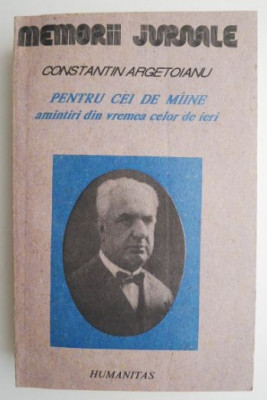 MEMORII JURNALE
CONSTANTIN ARGETOIANU
PENTRU CEI DE MÎINE
amintiri din vremea celor de ieri
HUMANITAS